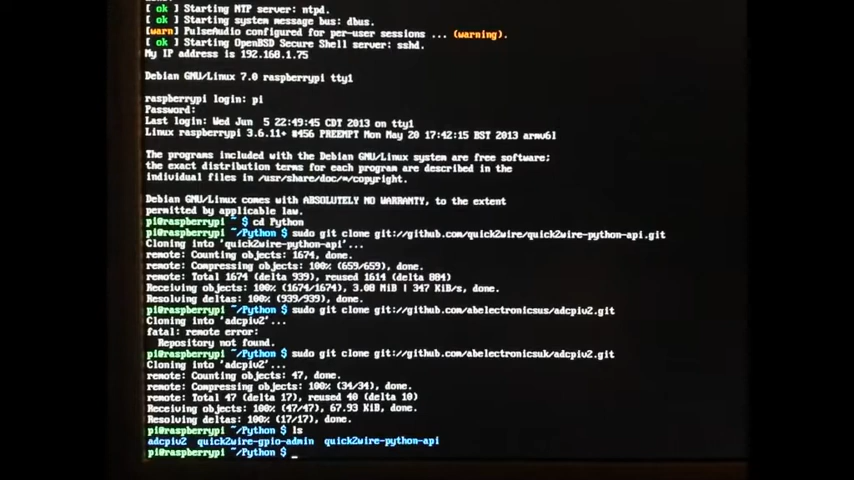 [ ok ] Starting NTP server: ntpd.
[ ok ] Starting system message bus: dbus.
[warn] PulseAudio configured for per-user sessions ... (warning).
[ ok ] Starting OpenBSD Secure Shell server: sshd.
My IP address is 192.168.1.75
Debian GNU/Linux 7.0 raspberrypi tty1
raspberrypi login: pi
Password:
Last login: Wed Jun  5 22:49:45 CDT 2013 on tty1
Linux raspberrypi 3.6.11+ #456 PREEMPT Mon May 20 17:42:15 BST 2013 armv6l
The programs included with the Debian GNU/Linux system are free software;
the exact distribution terms for each program are described in the
individual files in /usr/share/doc/*/copyright.
Debian GNU/Linux comes with ABSOLUTELY NO WARRANTY, to the extent
permitted by applicable law.
pi@raspberrypi ~ $ cd Python
pi@raspberrypi ~/Python $ sudo git clone git://github.com/quick2wire/quick2wire-python-api.git
Cloning into 'quick2wire-python-api'...
remote: Counting objects: 1674, done.
remote: Compressing objects: 100% (659/659), done.
remote: Total 1674 (delta 939), reused 1614 (delta 884)
Receiving objects: 100% (1674/1674), 3.08 MiB | 347 KiB/s, done.
Resolving deltas: 100% (939/939), done.
pi@raspberrypi ~/Python $ sudo git clone git://github.com/abelectronicsus/adcpiv2.git
Cloning into 'adcpiv2'...
fatal: remote error:
  Repository not found.
pi@raspberrypi ~/Python $ sudo git clone git://github.com/abelectronicsuk/adcpiv2.git
Cloning into 'adcpiv2'...
remote: Counting objects: 47, done.
remote: Compressing objects: 100% (34/34), done.
remote: Total 47 (delta 17), reused 40 (delta 10)
Receiving objects: 100% (47/47), 67.93 KiB, done.
Resolving deltas: 100% (17/17), done.
pi@raspberrypi ~/Python $ ls
adcpiv2  quick2wire-gpio-admin  quick2wire-python-api
pi@raspberrypi ~/Python $ _